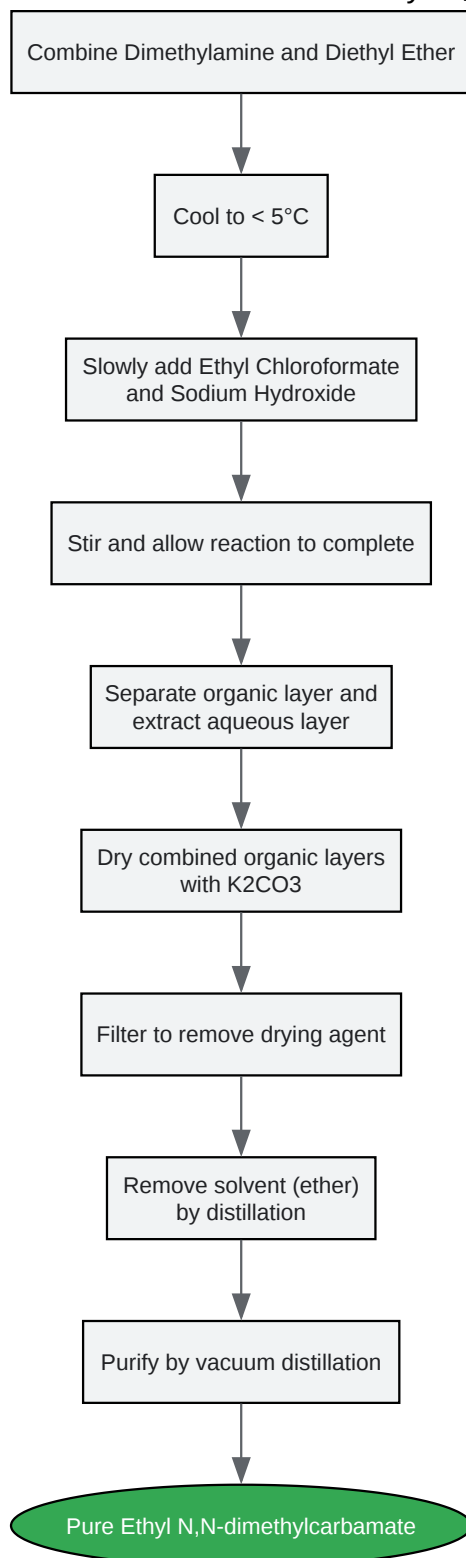 Combine Dimethylamine and Diethyl Ether
Cool to < 5°C
Slowly add Ethyl Chloroformate
and Sodium Hydroxide
Stir and allow reaction to complete
Separate organic layer and
extract aqueous layer
Dry combined organic layers
with K2CO3
Filter to remove drying agent
Remove solvent (ether)
by distillation
Purify by vacuum distillation
Pure Ethyl N,N-dimethylcarbamate